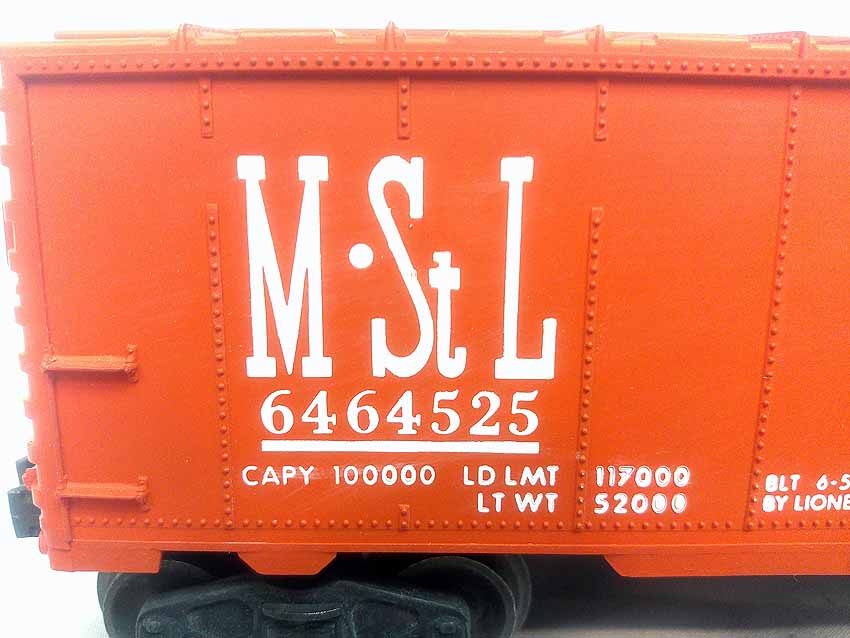 M·St L
6464525
CAPY 100000 LD LMT 117000
LT WT 52000
BLT 6-5
BY LIONE